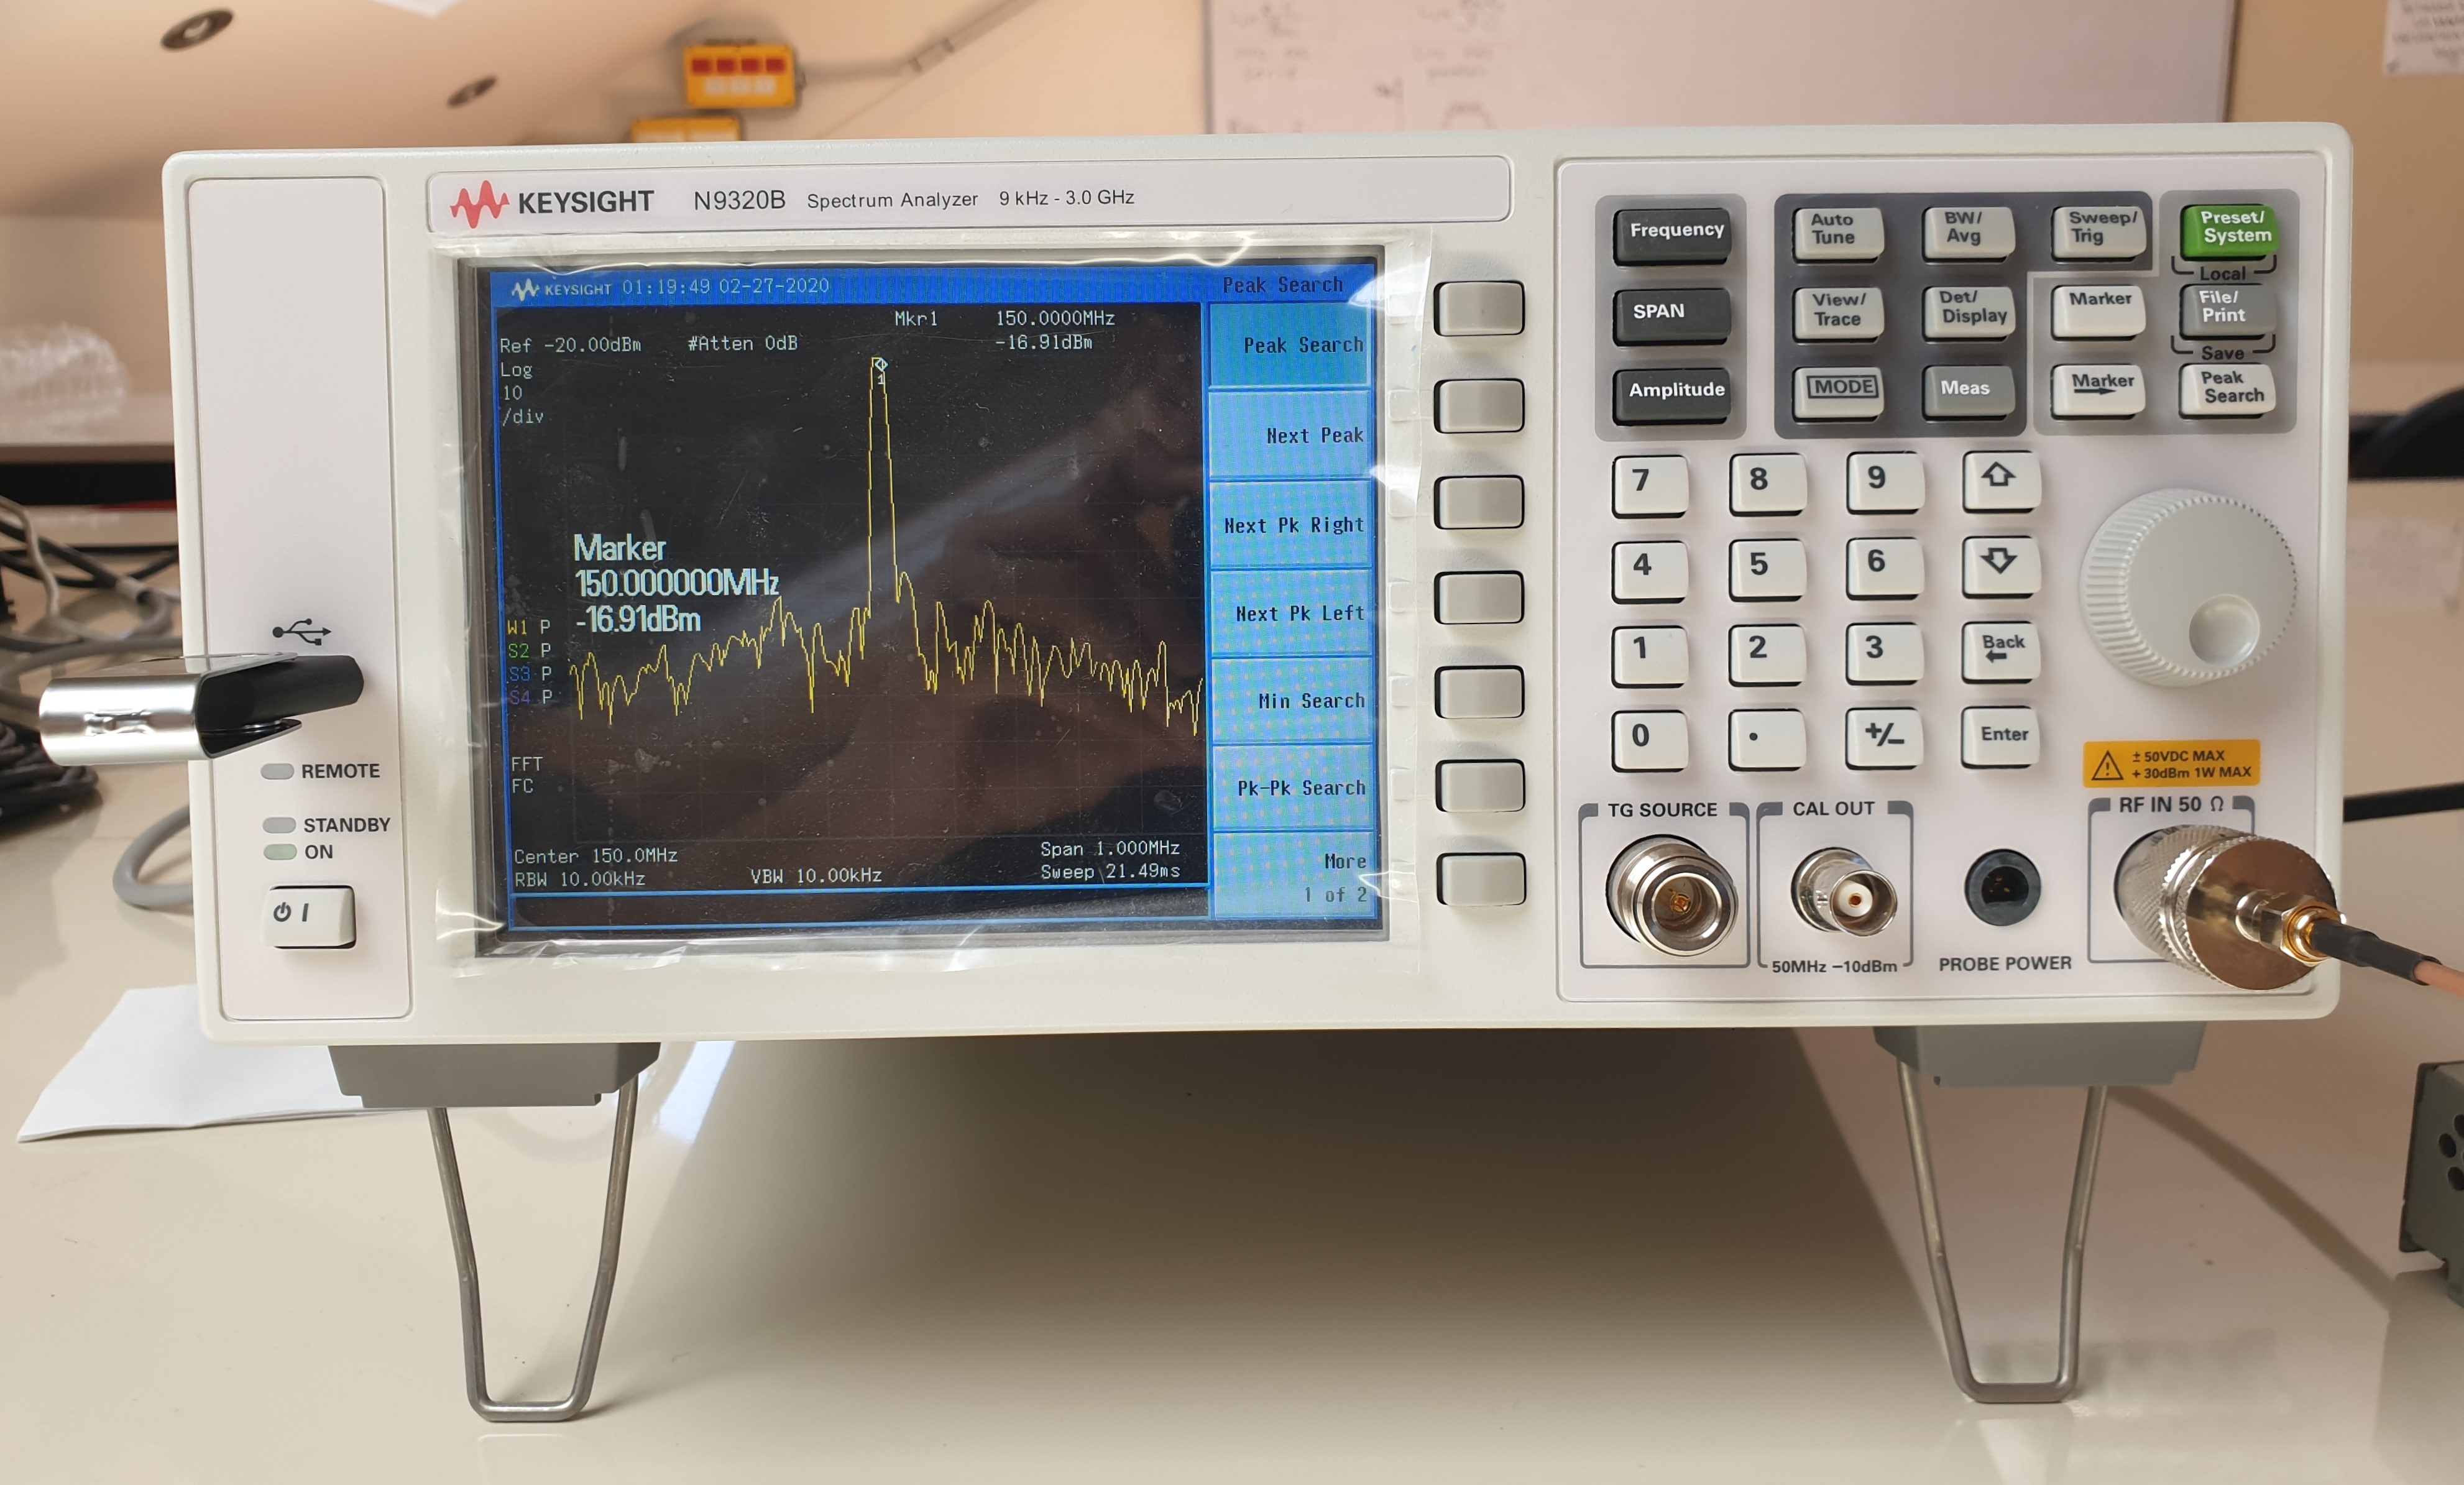 KEYSIGHT N9320B Spectrum Analyzer 9 kHz - 3.0 GHz
KEYSIGHT 01:19:49 02-27-2020
Peak Search
Mkr1 150.0000MHz
Ref -20.00dBm #Atten 0dB -16.91dBm
Log
10
/div
Marker
150.000000MHz
-16.91dBm
W1 P
S2 P
S3 P
S4 P
FFT
FC
Center 150.0MHz Span 1.000MHz
RBW 10.00kHz VBW 10.00kHz Sweep 21.49ms
1
Peak Search
Next Peak
Next Pk Right
Next Pk Left
Min Search
Pk-Pk Search
More
1 of 2
REMOTE
STANDBY
ON
Frequency
SPAN
Amplitude
Auto
Tune
BW/
Avg
Sweep/
Trig
Preset/
System
Local
View/
Trace
Det/
Display
Marker
File/
Print
Save
MODE
Meas
Marker
Peak
Search
7 8 9
4 5 6
1 2 3 Back
0 . +/− Enter
± 50VDC MAX
+ 30dBm 1W MAX
TG SOURCE
CAL OUT
50MHz −10dBm
PROBE POWER
RF IN 50 Ω